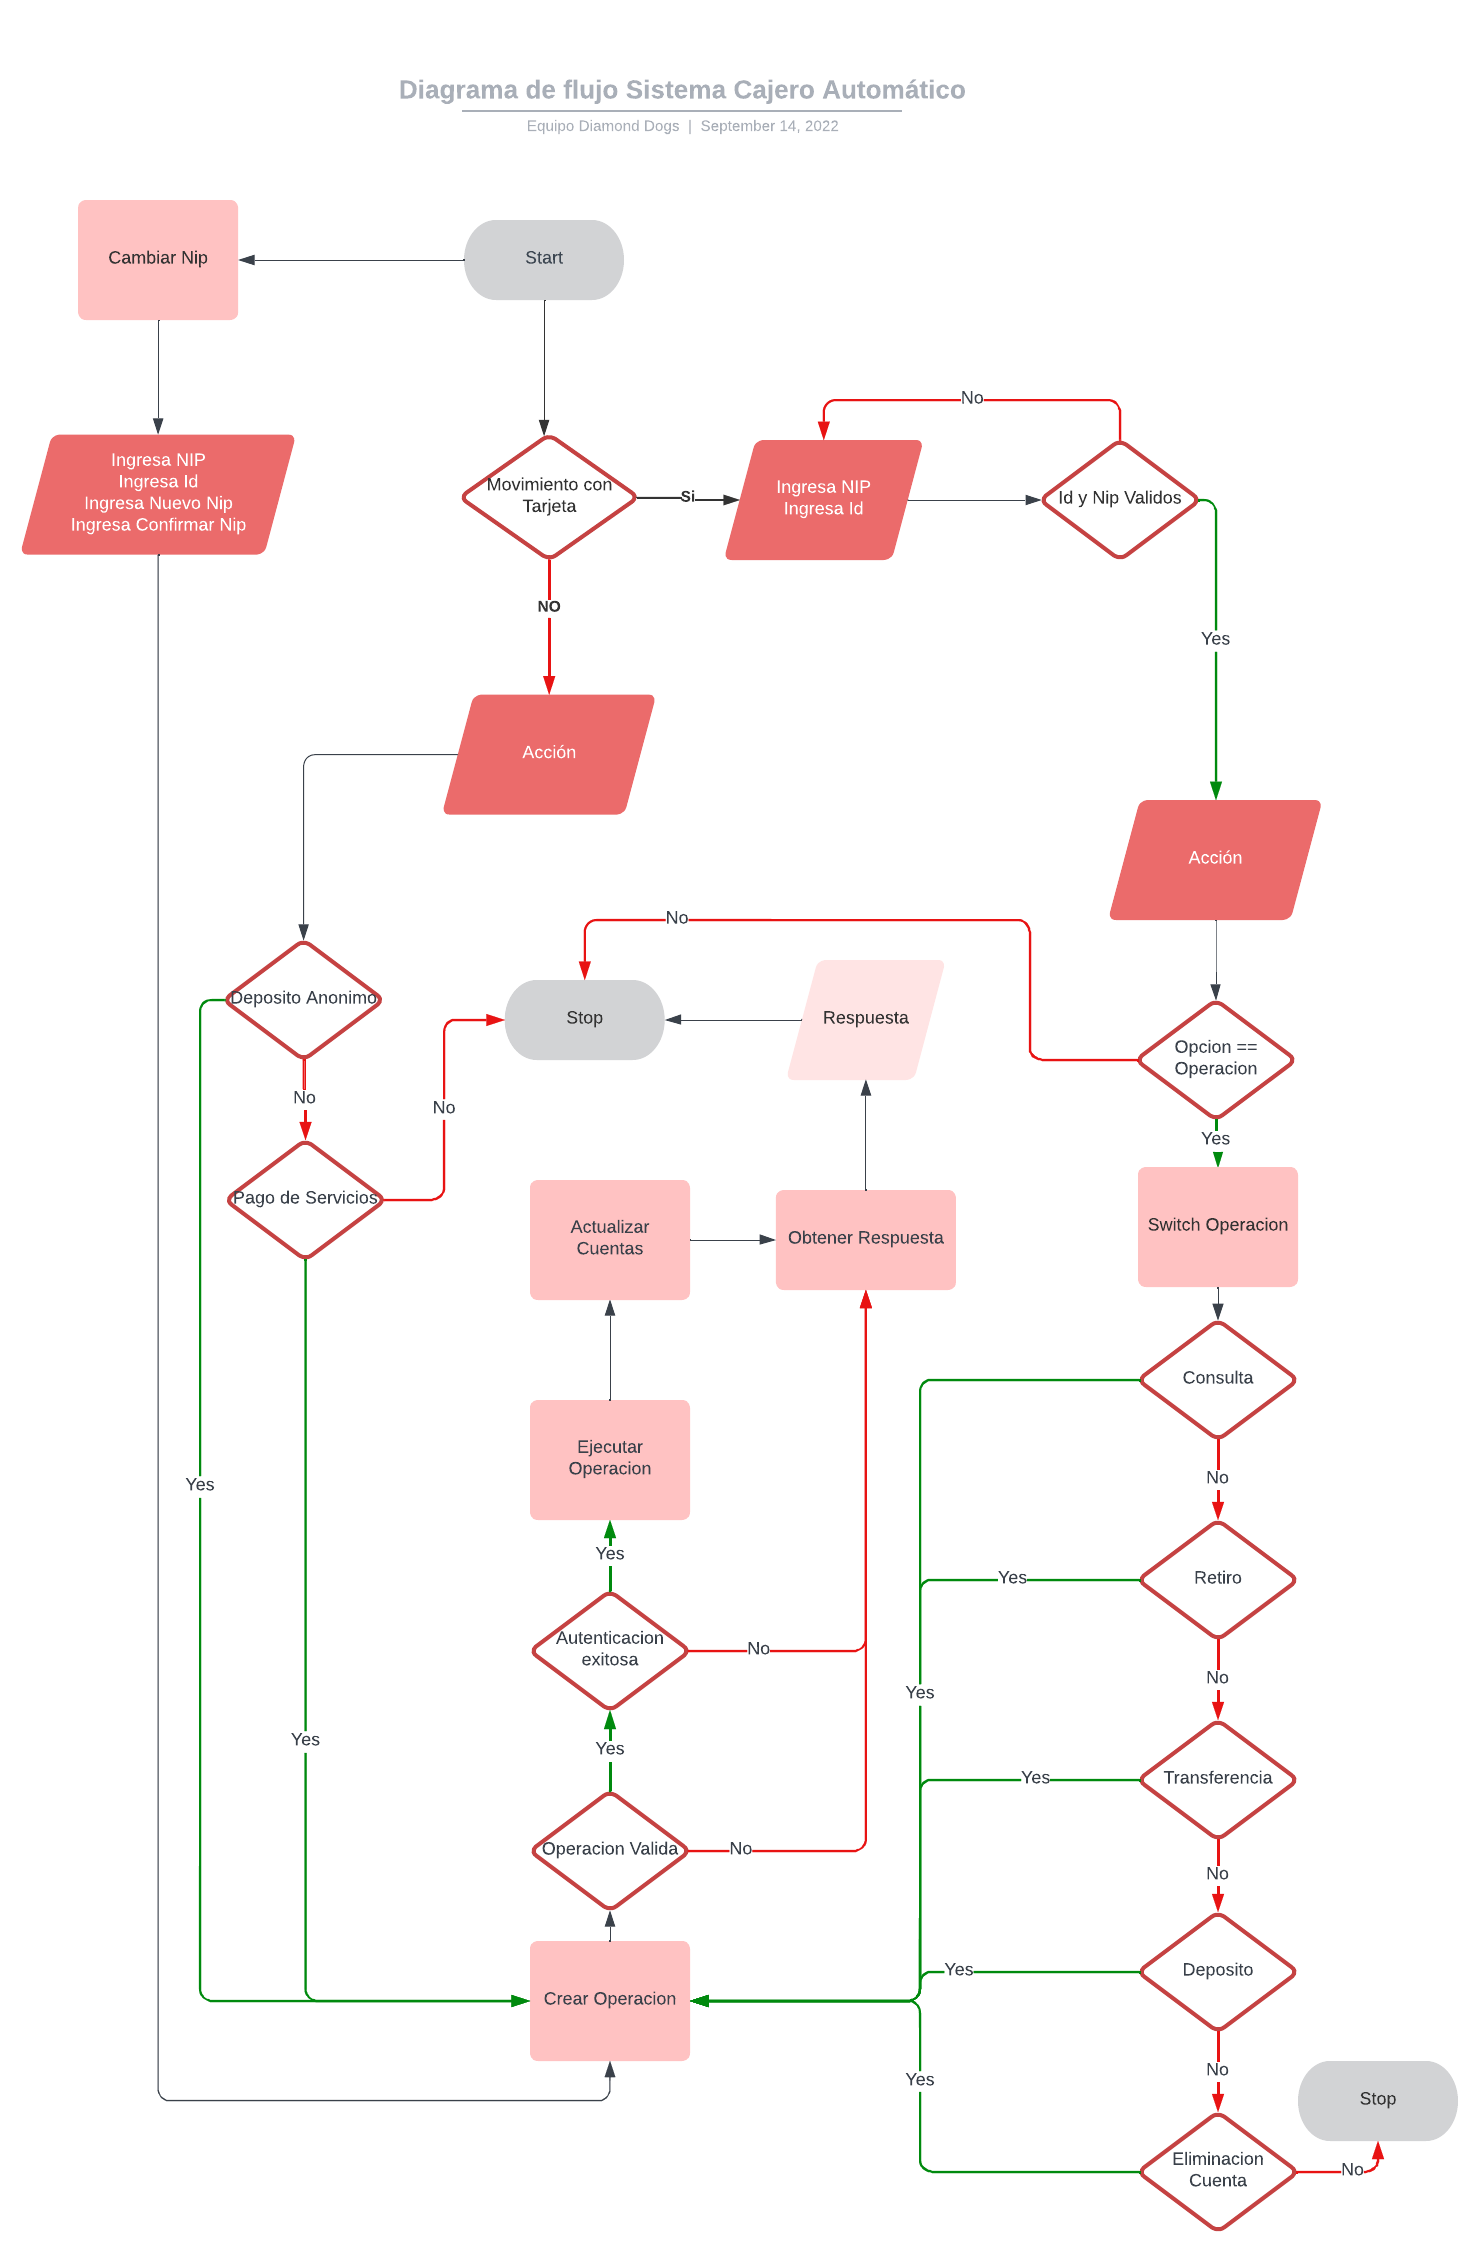 Diagrama de flujo Sistema Cajero Automático
Equipo Diamond Dogs | September 14, 2022
Cambiar Nip
Start
Ingresa NIP
Ingresa Id
Ingresa Nuevo Nip
Ingresa Confirmar Nip
Movimiento con
Tarjeta
Si
Ingresa NIP
Ingresa Id
No
Id y Nip Validos
NO
Yes
Acción
Acción
No
Deposito Anonimo
Stop
Respuesta
Opcion ==
Operacion
No
No
Yes
Pago de Servicios
Actualizar
Cuentas
Obtener Respuesta
Switch Operacion
Consulta
Ejecutar
Operacion
No
Yes
Yes
Yes
Retiro
Autenticacion
exitosa
No
No
Yes
Yes
Yes
Yes
Transferencia
Operacion Valida
No
No
Yes
Deposito
Crear Operacion
No
Yes
Stop
Eliminacion
Cuenta
No